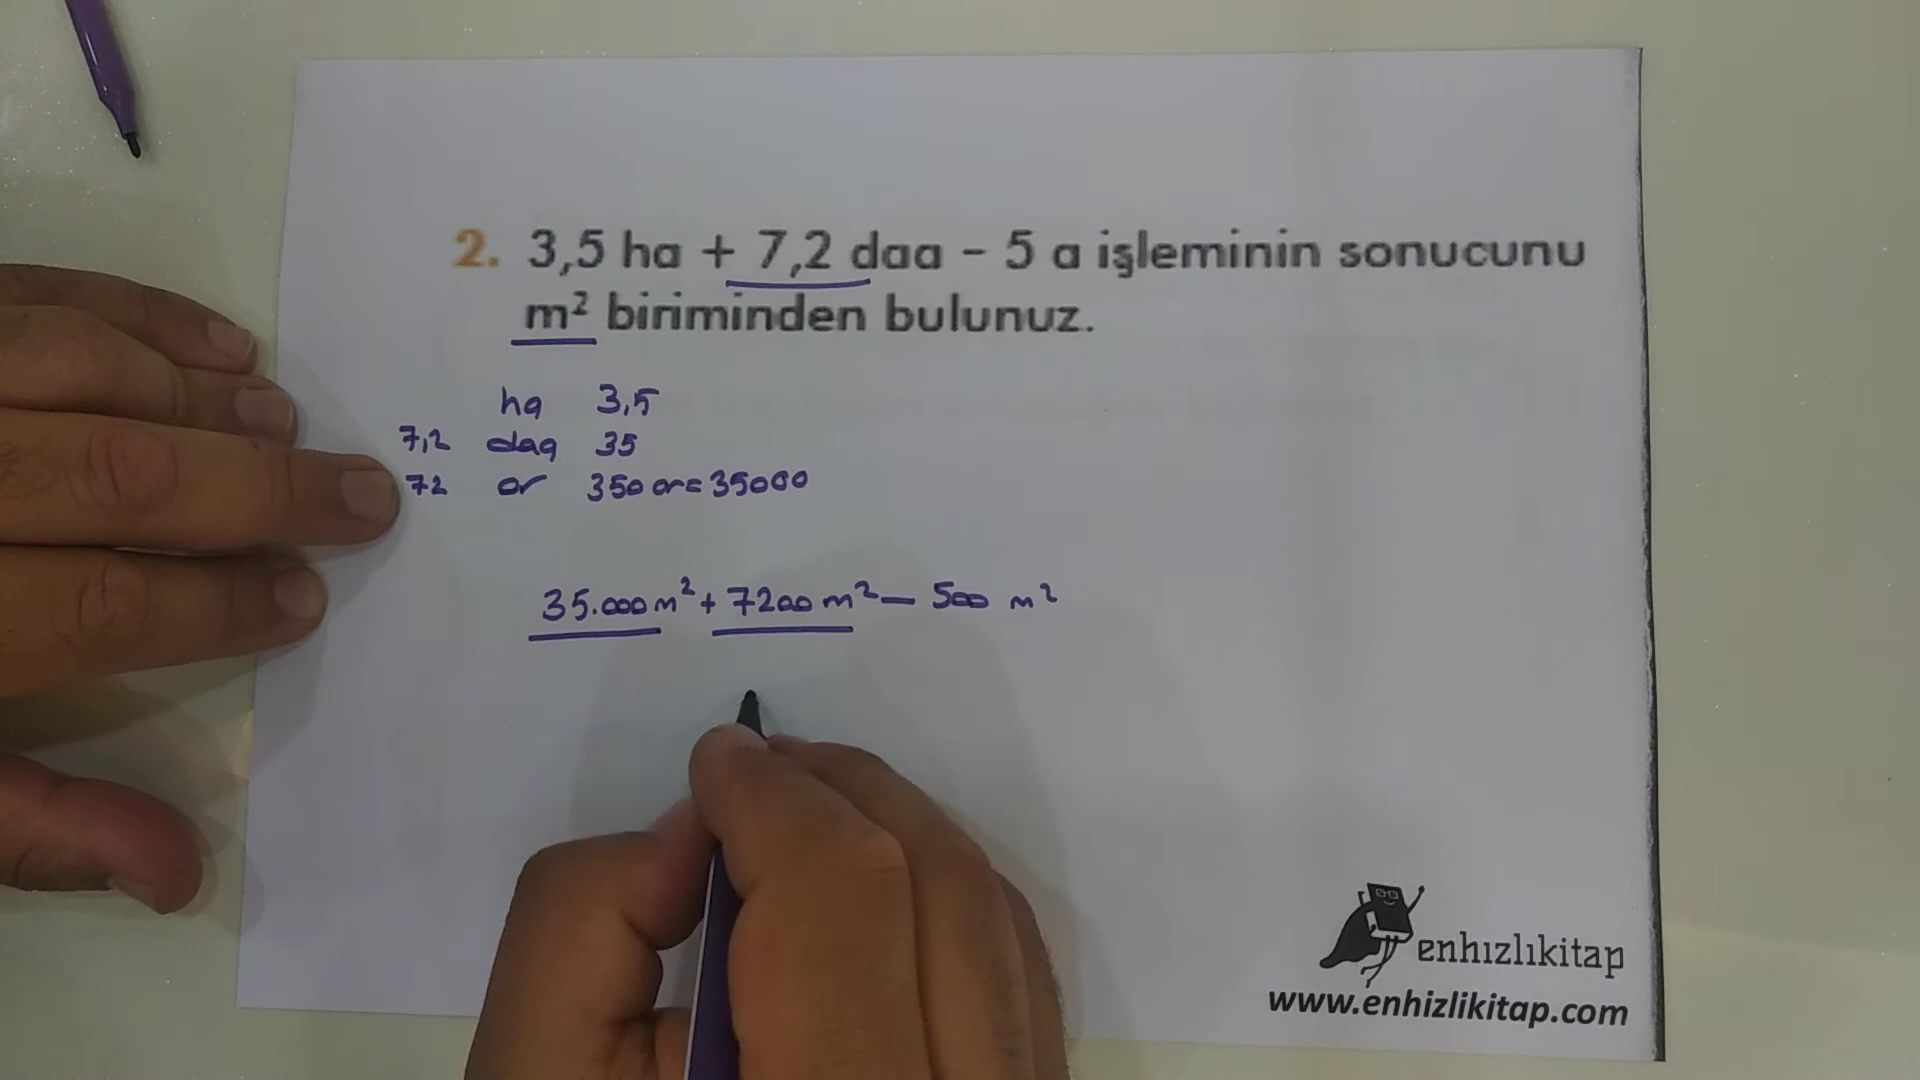 2. 3,5 ha + 7,2 daa - 5 a işleminin sonucunu
m² biriminden bulunuz.
ha 3,5
7,2 daa 35
72 ar 350 ar = 35000
35.000 m² + 7200 m² - 500 m²
enhızlıkitap
www.enhizlikitap.com